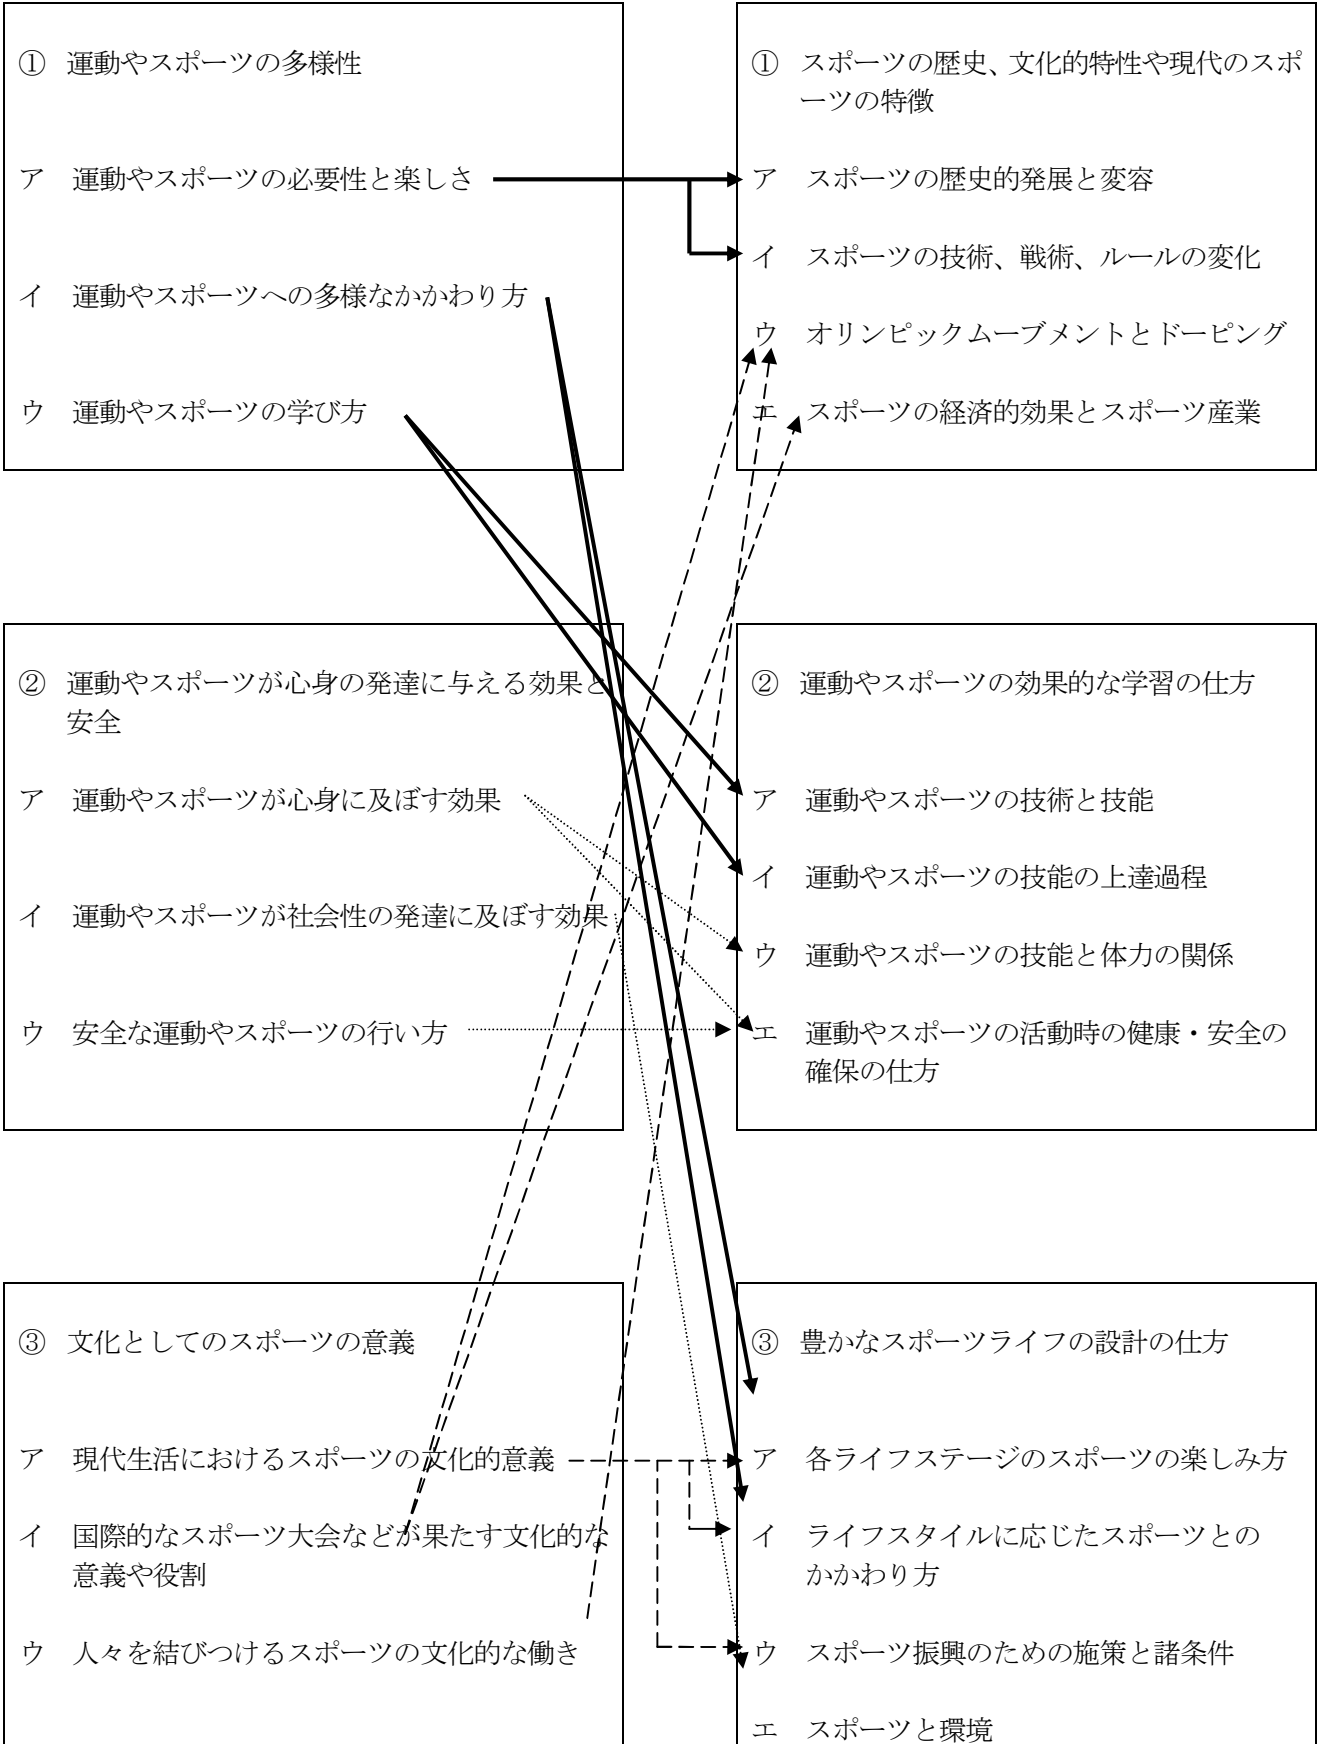 ① 運動やスポーツの多様性
ア 運動やスポーツの必要性と楽しさ
イ 運動やスポーツへの多様なかかわり方
ウ 運動やスポーツの学び方
① スポーツの歴史、文化的特性や現代のスポ
ーツの特徴
ア スポーツの歴史的発展と変容
イ スポーツの技術、戦術、ルールの変化
ウ オリンピックムーブメントとドーピング
エ スポーツの経済的効果とスポーツ産業
② 運動やスポーツが心身の発達に与える効果と
安全
ア 運動やスポーツが心身に及ぼす効果
イ 運動やスポーツが社会性の発達に及ぼす効果
ウ 安全な運動やスポーツの行い方
② 運動やスポーツの効果的な学習の仕方
ア 運動やスポーツの技術と技能
イ 運動やスポーツの技能の上達過程
ウ 運動やスポーツの技能と体力の関係
エ 運動やスポーツの活動時の健康・安全の
確保の仕方
③ 文化としてのスポーツの意義
ア 現代生活におけるスポーツの文化的意義
イ 国際的なスポーツ大会などが果たす文化的な
意義や役割
ウ 人々を結びつけるスポーツの文化的な働き
③ 豊かなスポーツライフの設計の仕方
ア 各ライフステージのスポーツの楽しみ方
イ ライフスタイルに応じたスポーツとの
かかわり方
ウ スポーツ振興のための施策と諸条件
エ スポーツと環境